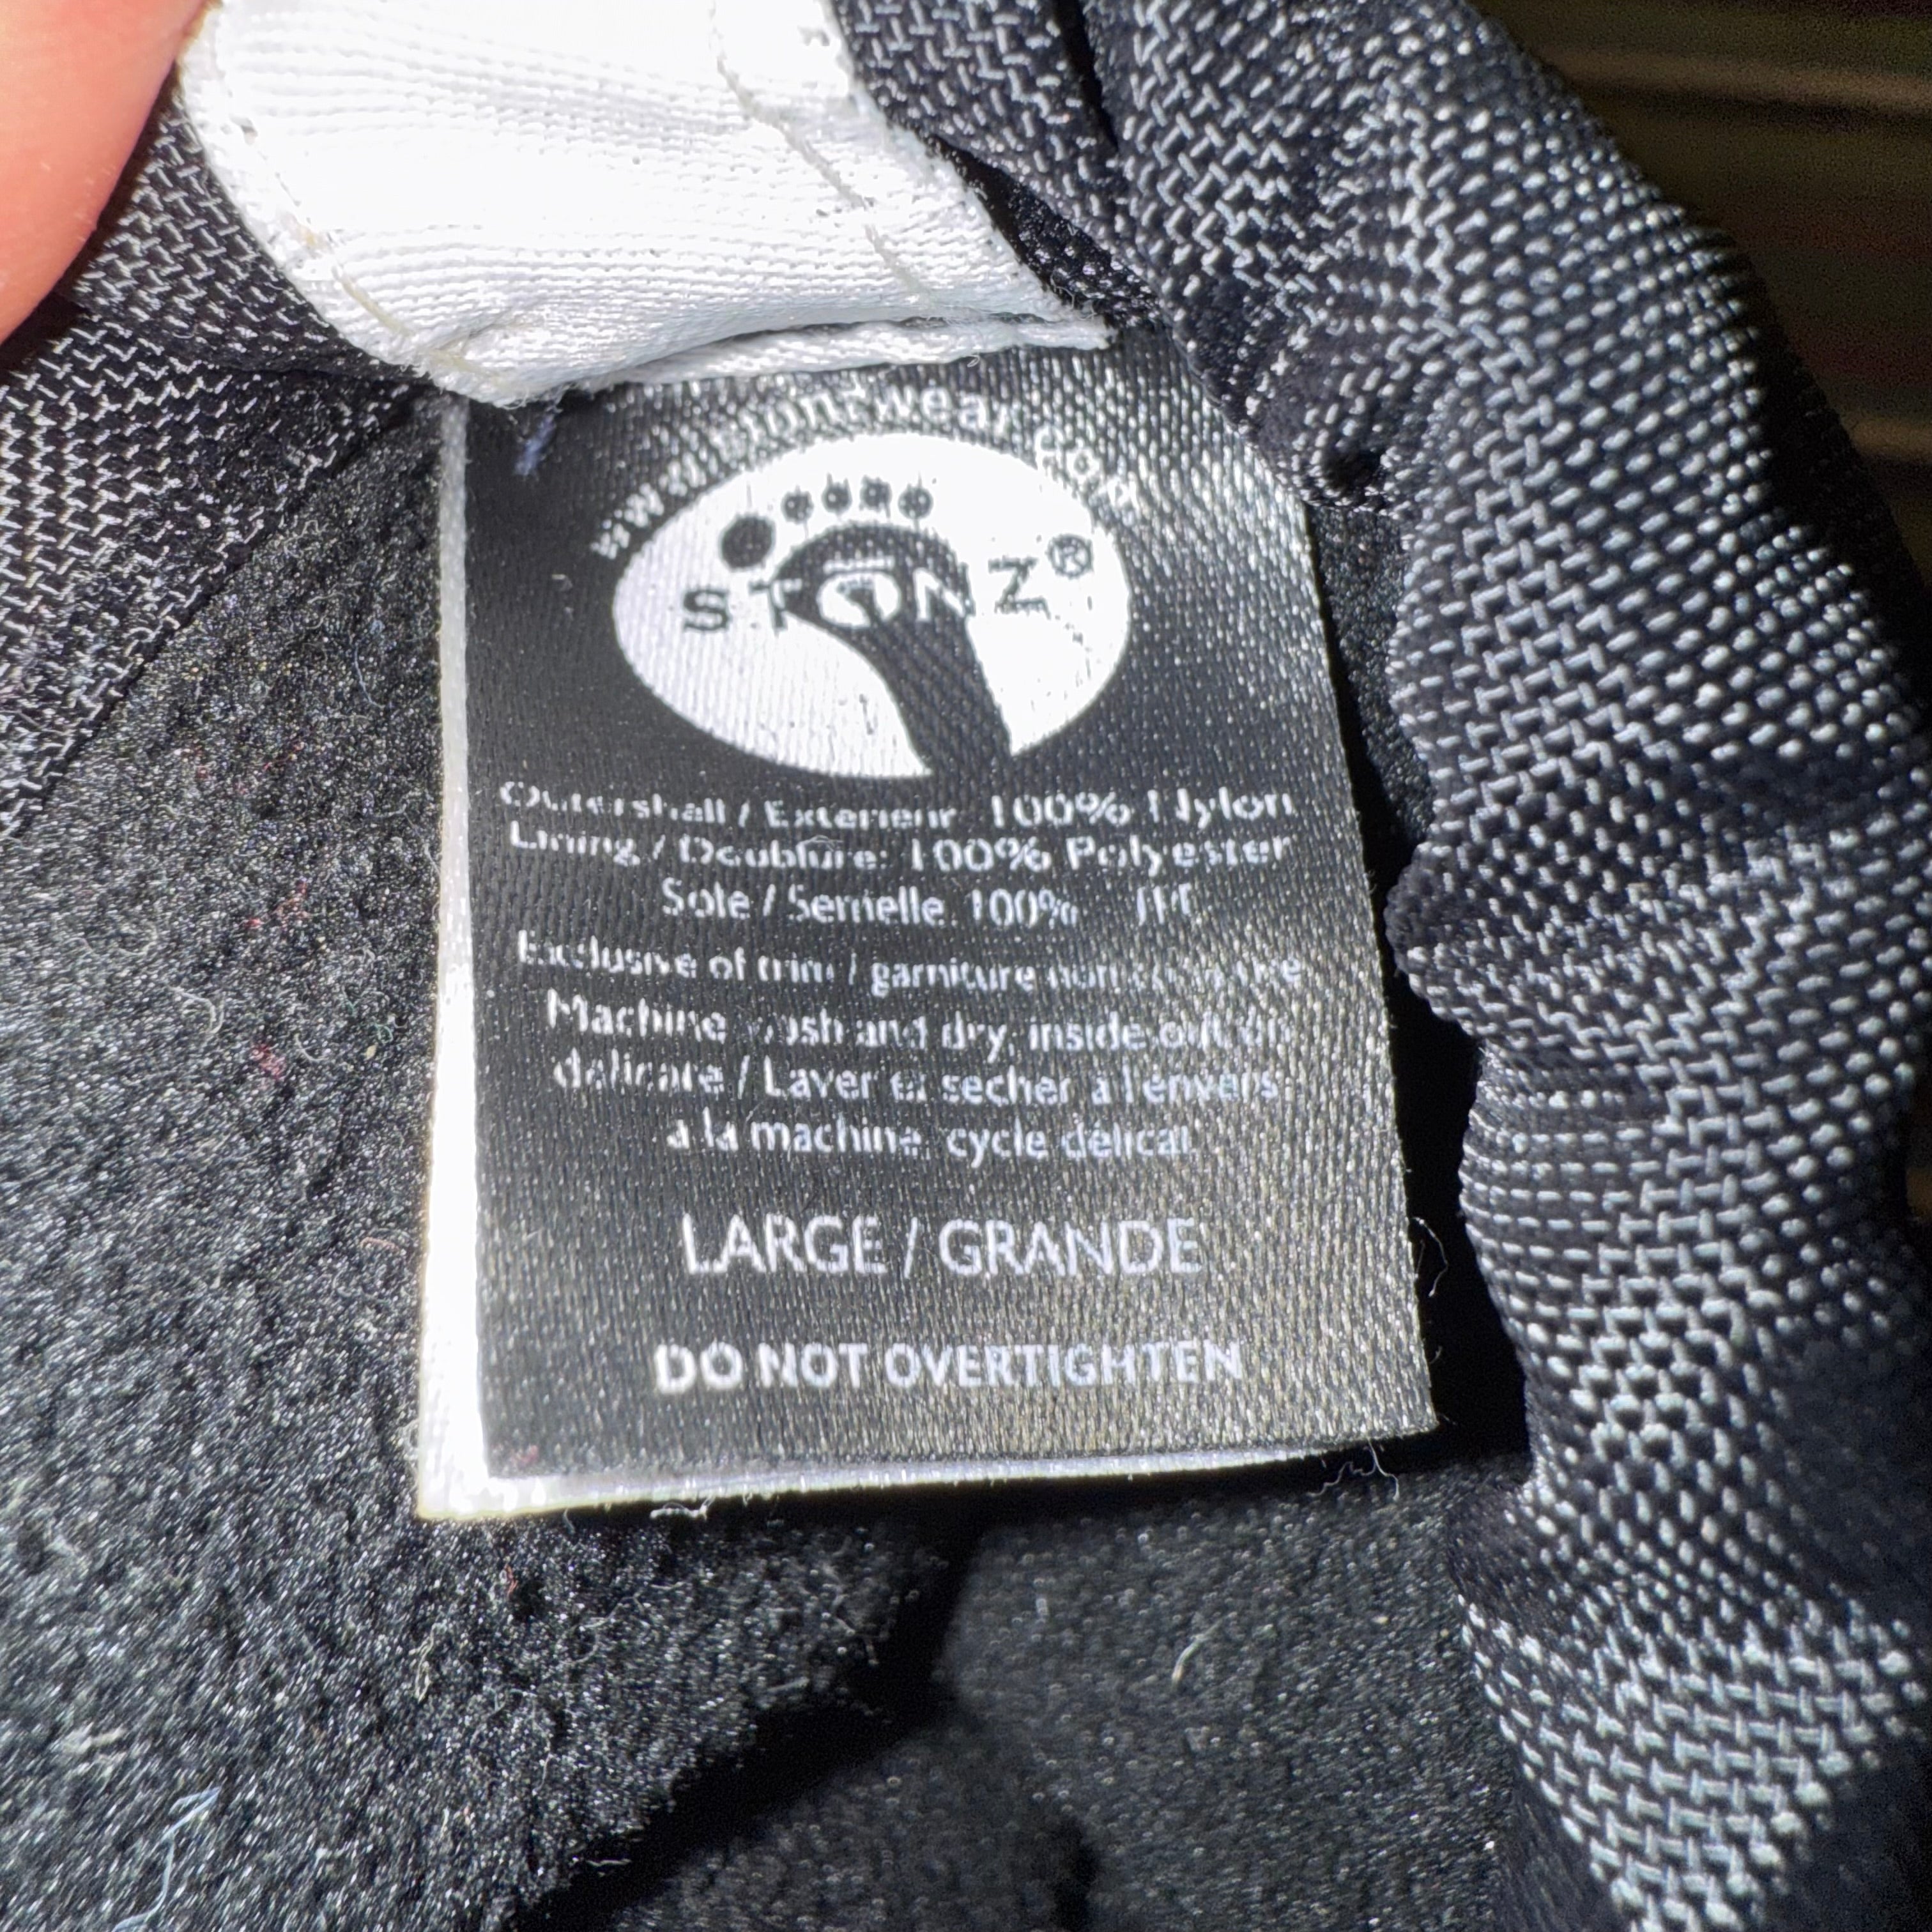 STONZ®
Outershell / Exterieur 100% Nylon
Lining / Doublure: 100% Polyester
Sole / Semelle 100%
Exclusive of trim / garniture
Machine wash and dry, inside out on
delicate / Laver et secher a l'envers
a la machine cycle délicat
LARGE / GRANDE
DO NOT OVERTIGHTEN